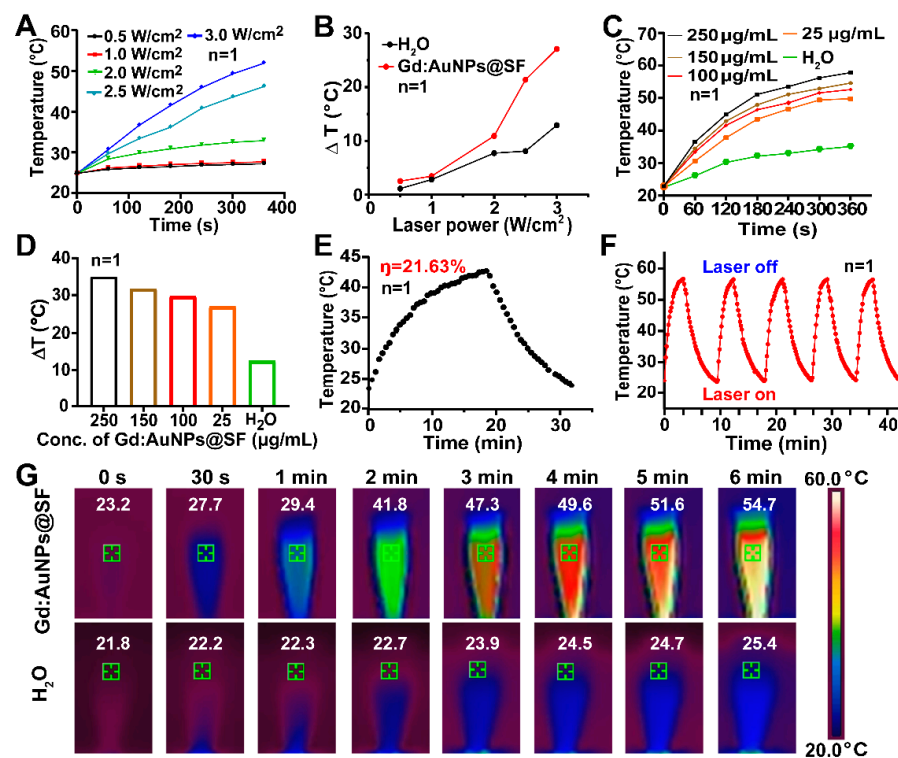 A
0.5 W/cm2
3.0 W/cm2
1.0 W/cm2
n=1
2.0 W/cm2
2.5 W/cm2
Temperature (°C)
60
50
40
30
20
0
100
200
300
400
Time (s)
B
H₂O
Gd:AuNPs@SF
n=1
Δ T (°C)
30
20
10
0
0
1
2
3
Laser power (W/cm²)
C
250 μg/mL
25 μg/mL
150 μg/mL
H₂O
100 μg/mL
n=1
Temperature (°C)
72
62
52
42
32
22
12
0
60
120
180
240
300
360
Time (s)
D
n=1
ΔT (°C)
40
30
20
10
0
250
150
100
25
H₂O
Conc. of Gd:AuNPs@SF (μg/mL)
E
η=21.63%
n=1
Temperature (°C)
45
40
35
30
25
20
0
10
20
30
Time (min)
F
Laser off
n=1
Laser on
Temperature (°C)
60
50
40
30
20
0
10
20
30
40
Time (min)
G
0 s
30 s
1 min
2 min
3 min
4 min
5 min
6 min
Gd:AuNPs@SF
23.2
27.7
29.4
41.8
47.3
49.6
51.6
54.7
H₂O
21.8
22.2
22.3
22.7
23.9
24.5
24.7
25.4
60.0 °C
20.0 °C